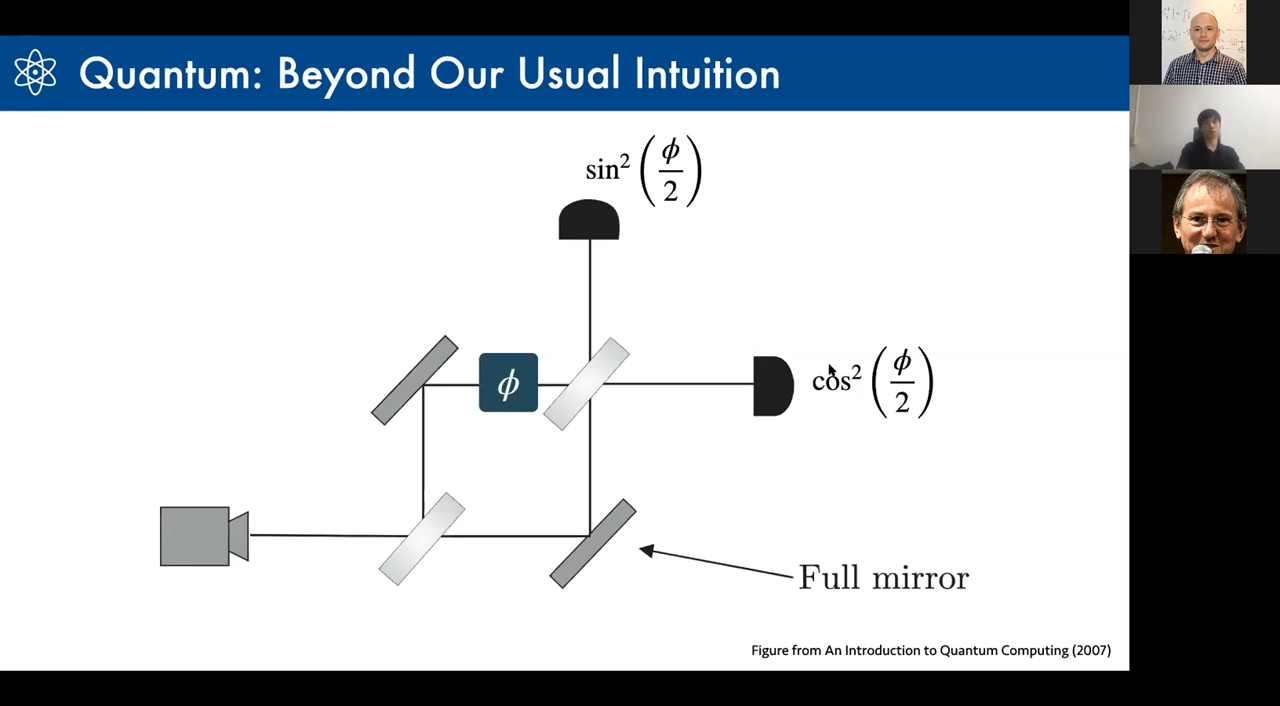 Quantum: Beyond Our Usual Intuition
sin² (ϕ/2)
ϕ
cos² (ϕ/2)
Full mirror
Figure from An Introduction to Quantum Computing (2007)